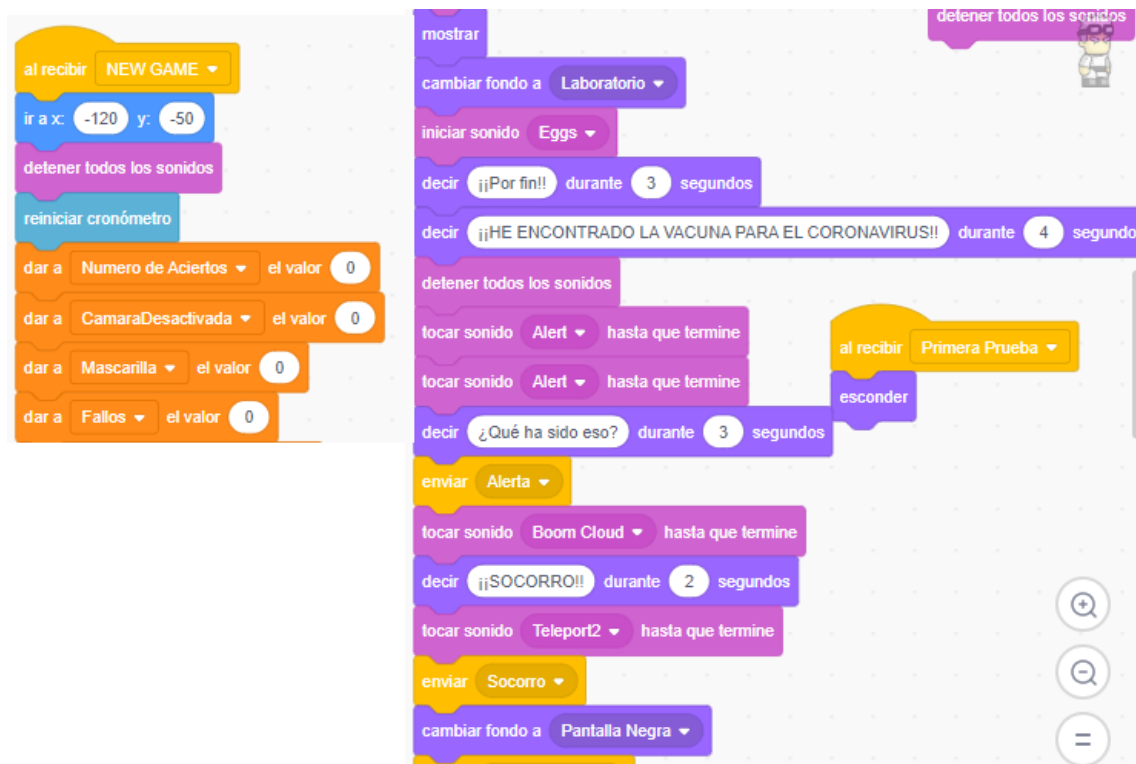 al recibir NEW GAME
ir a x: -120 y: -50
detener todos los sonidos
reiniciar cronómetro
dar a Numero de Aciertos el valor 0
dar a CamaraDesactivada el valor 0
dar a Mascarilla el valor 0
dar a Fallos el valor 0
mostrar
cambiar fondo a Laboratorio
iniciar sonido Eggs
decir ¡¡Por fin!! durante 3 segundos
decir ¡¡HE ENCONTRADO LA VACUNA PARA EL CORONAVIRUS!! durante 4 segundo
detener todos los sonidos
tocar sonido Alert hasta que termine
tocar sonido Alert hasta que termine
decir ¿Qué ha sido eso? durante 3 segundos
enviar Alerta
tocar sonido Boom Cloud hasta que termine
decir ¡¡SOCORRO!! durante 2 segundos
tocar sonido Teleport2 hasta que termine
enviar Socorro
cambiar fondo a Pantalla Negra
detener todos los sonidos
al recibir Primera Prueba
esconder